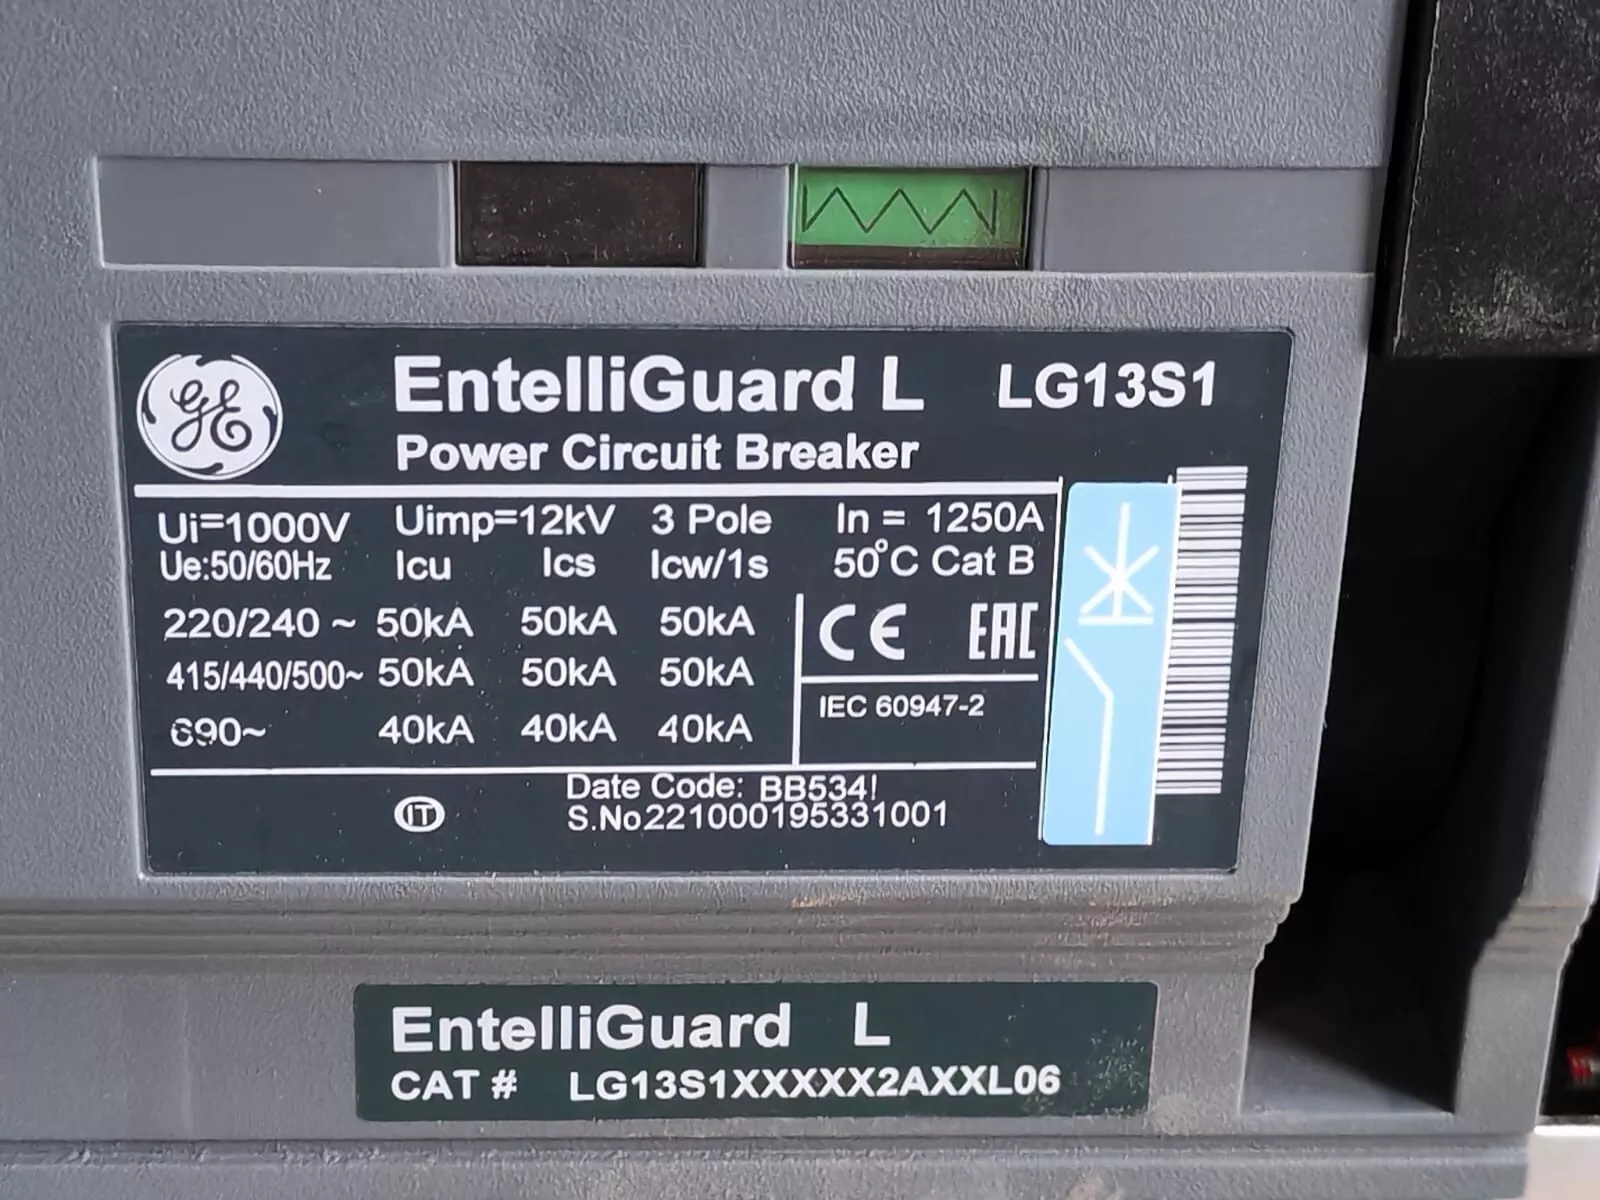 GE
EntelliGuard L LG13S1
Power Circuit Breaker
Ui=1000V Uimp=12kV 3 Pole In = 1250A
Ue:50/60Hz Icu Ics Icw/1s 50°C Cat B
220/240 ~ 50kA 50kA 50kA
415/440/500~ 50kA 50kA 50kA
690~ 40kA 40kA 40kA
CE EAC
IEC 60947-2
Date Code: BB534!
IT
S.No221000195331001
EntelliGuard L
CAT # LG13S1XXXXX2AXXL06